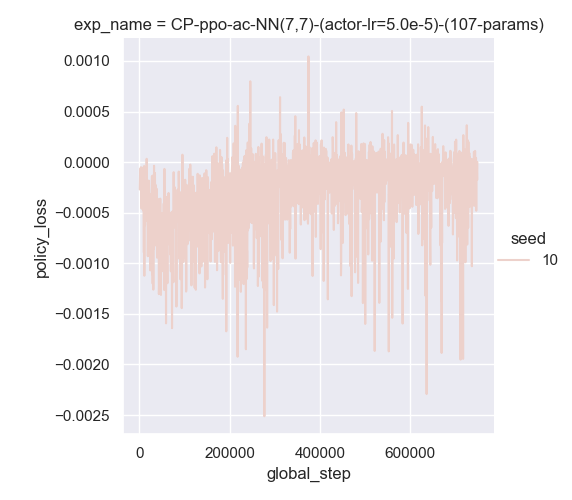 exp_name = CP-ppo-ac-NN(7,7)-(actor-lr=5.0e-5)-(107-params)
0.0010
0.0005
0.0000
−0.0005
−0.0010
−0.0015
−0.0020
−0.0025
policy_loss
seed
10
0 200000 400000 600000
global_step